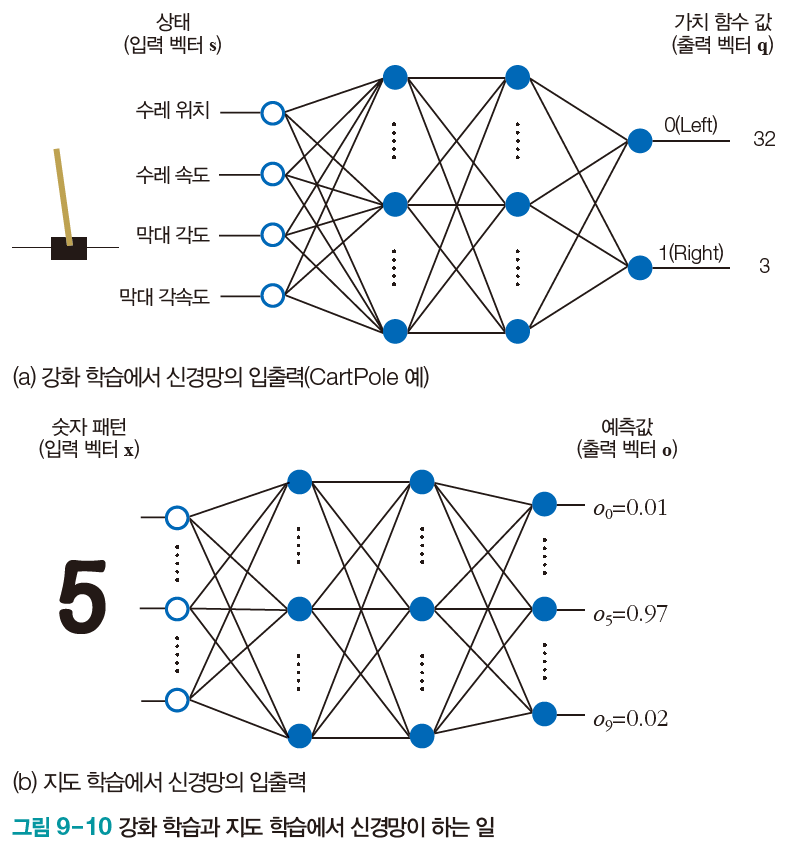 상태
(입력 벡터 s)
가치 함수 값
(출력 벡터 q)
수레 위치
수레 속도
막대 각도
막대 각속도
0(Left)
32
1(Right)
3
(a) 강화 학습에서 신경망의 입출력(CartPole 예)
숫자 패턴
(입력 벡터 x)
예측값
(출력 벡터 o)
5
o₀=0.01
o₅=0.97
o₉=0.02
(b) 지도 학습에서 신경망의 입출력
그림 9-10 강화 학습과 지도 학습에서 신경망이 하는 일